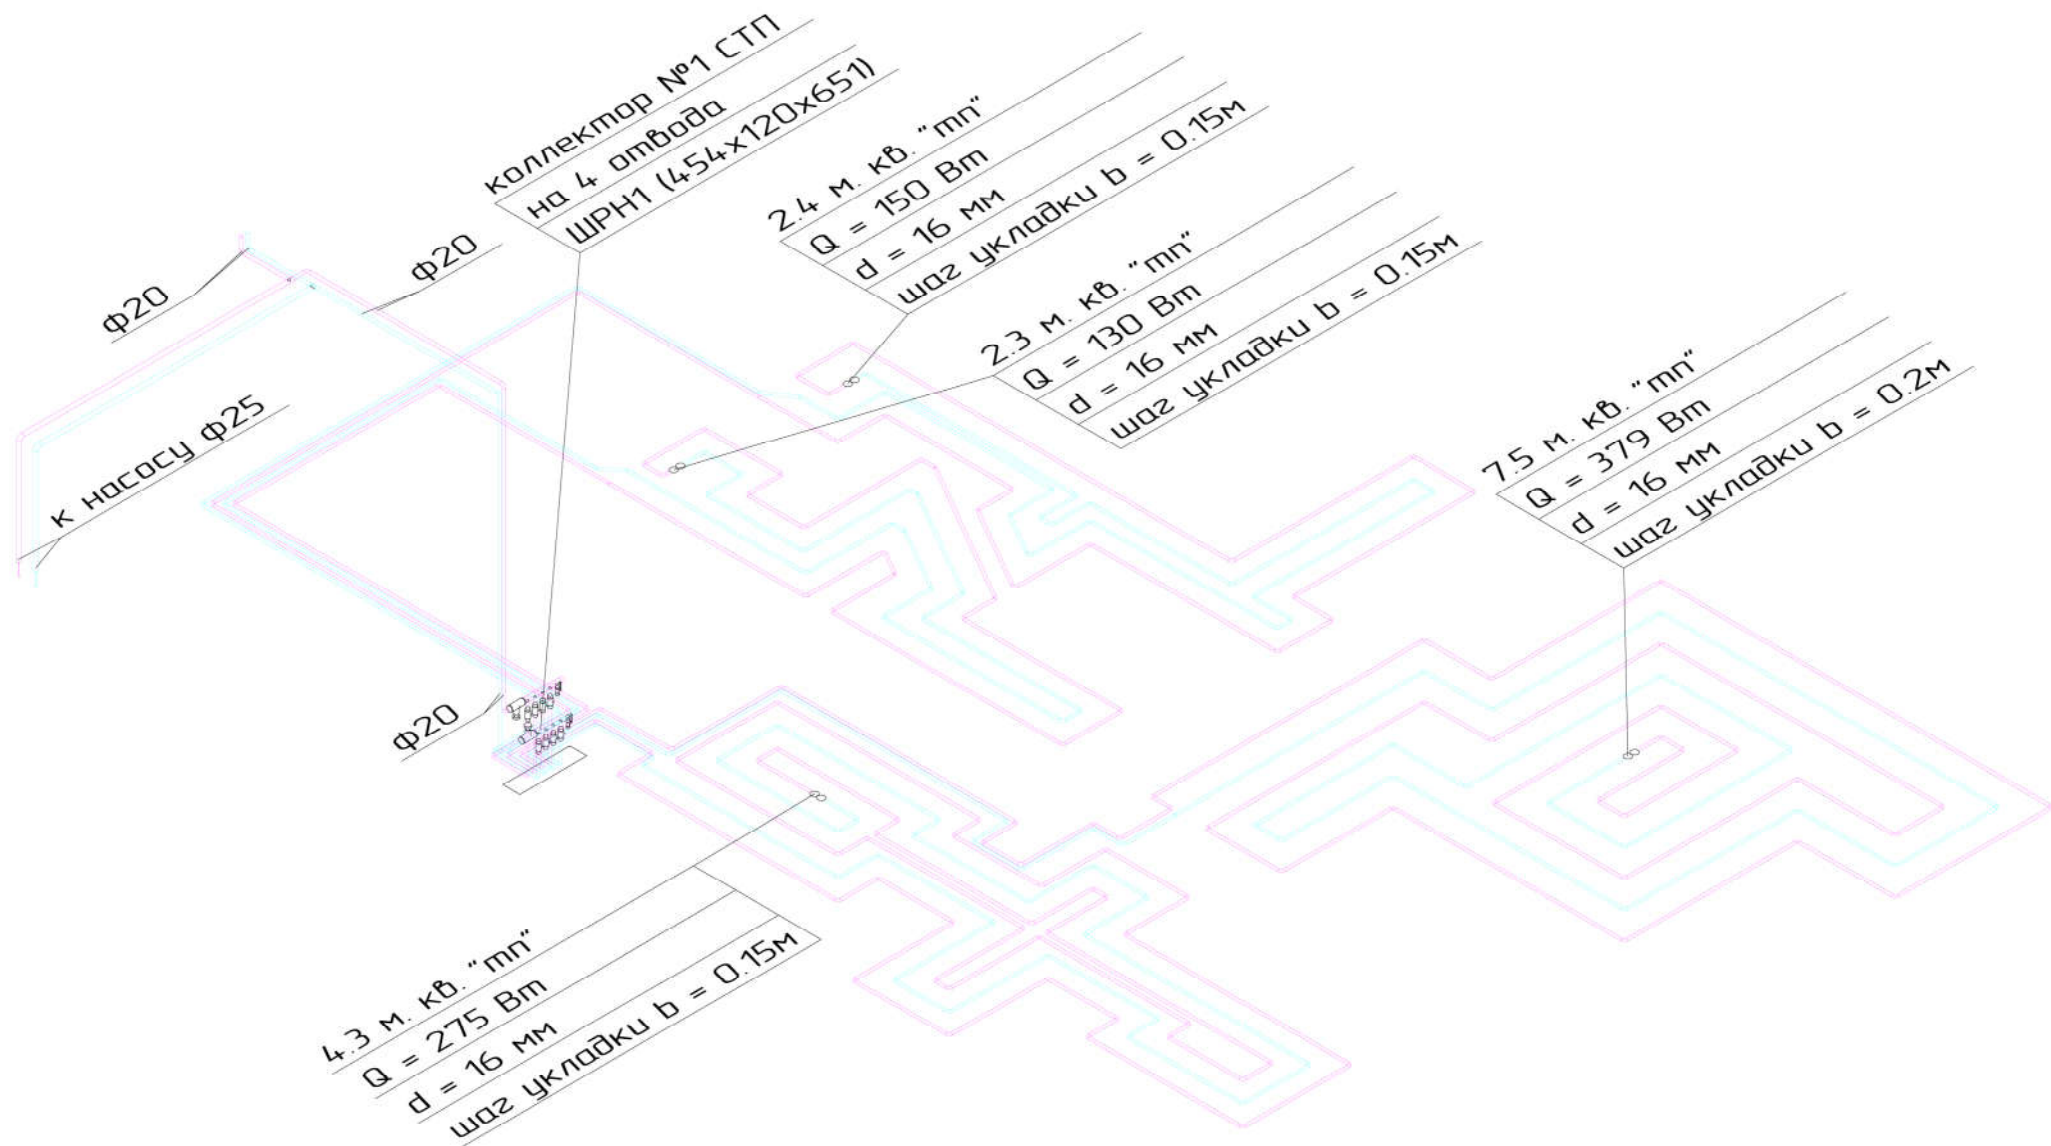 коллектор №1 СТП
на 4 отвода
ШРН1 (454х120х651)
2.4 м. кв. "тп"
Q = 150 Вт
d = 16 мм
шаг укладки b = 0.15м
2.3 м. кв. "тп"
Q = 130 Вт
d = 16 мм
шаг укладки b = 0.15м
7.5 м. кв. "тп"
Q = 379 Вт
d = 16 мм
шаг укладки b = 0.2м
ф20
ф20
к насосу ф25
ф20
4.3 м. кв. "тп"
Q = 275 Вт
d = 16 мм
шаг укладки b = 0.15м